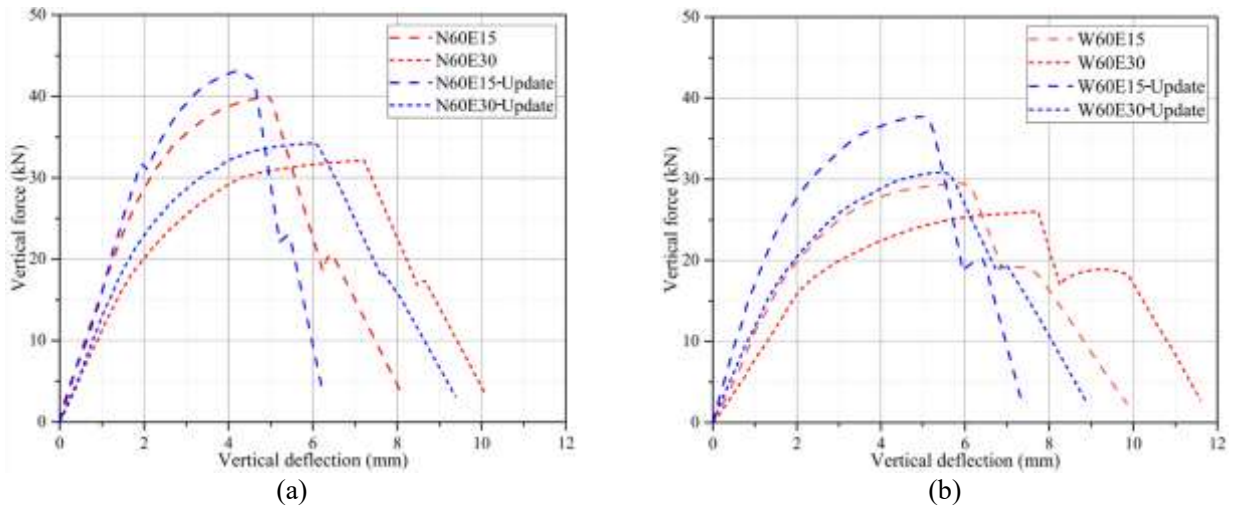 50
40
30
20
10
0
Vertical force (kN)
N60E15
N60E30
N60E15-Update
N60E30-Update
0 2 4 6 8 10 12
Vertical deflection (mm)
(a)
50
40
30
20
10
0
Vertical force (kN)
W60E15
W60E30
W60E15-Update
W60E30-Update
0 2 4 6 8 10 12
Vertical deflection (mm)
(b)